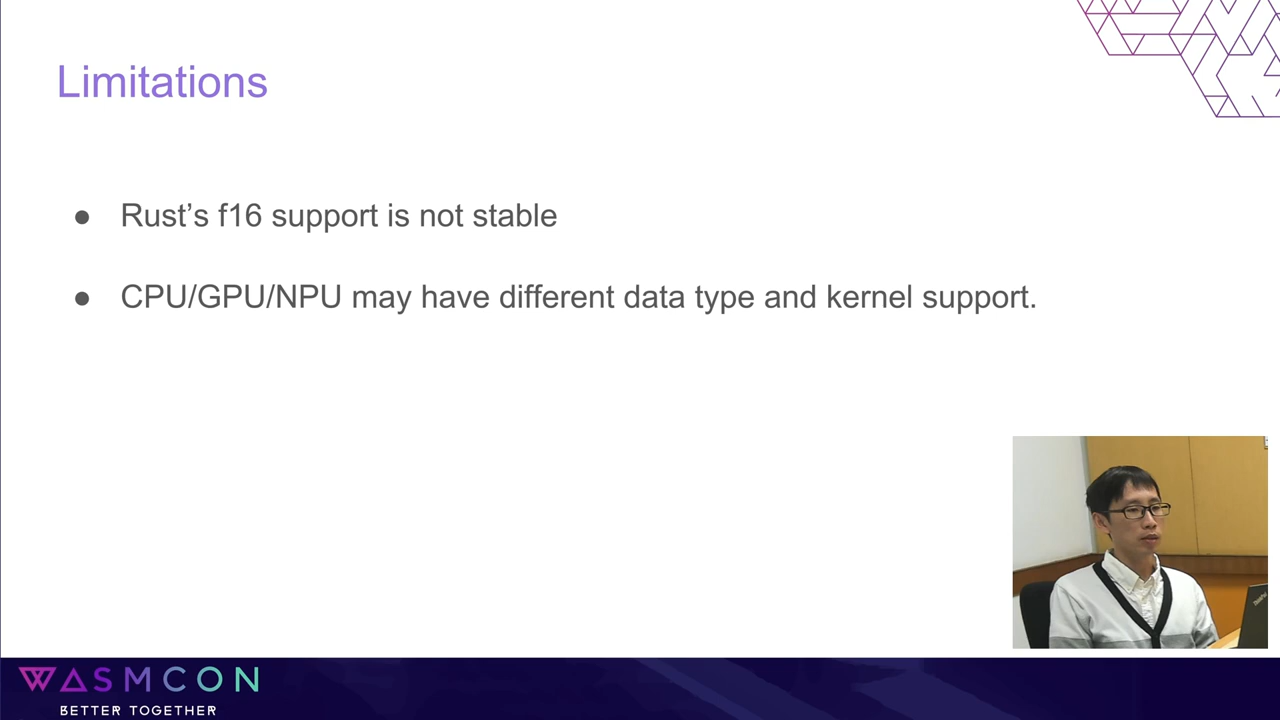 Limitations
● Rust’s f16 support is not stable
● CPU/GPU/NPU may have different data type and kernel support.
ThinkPad
WASMCON
BETTER TOGETHER